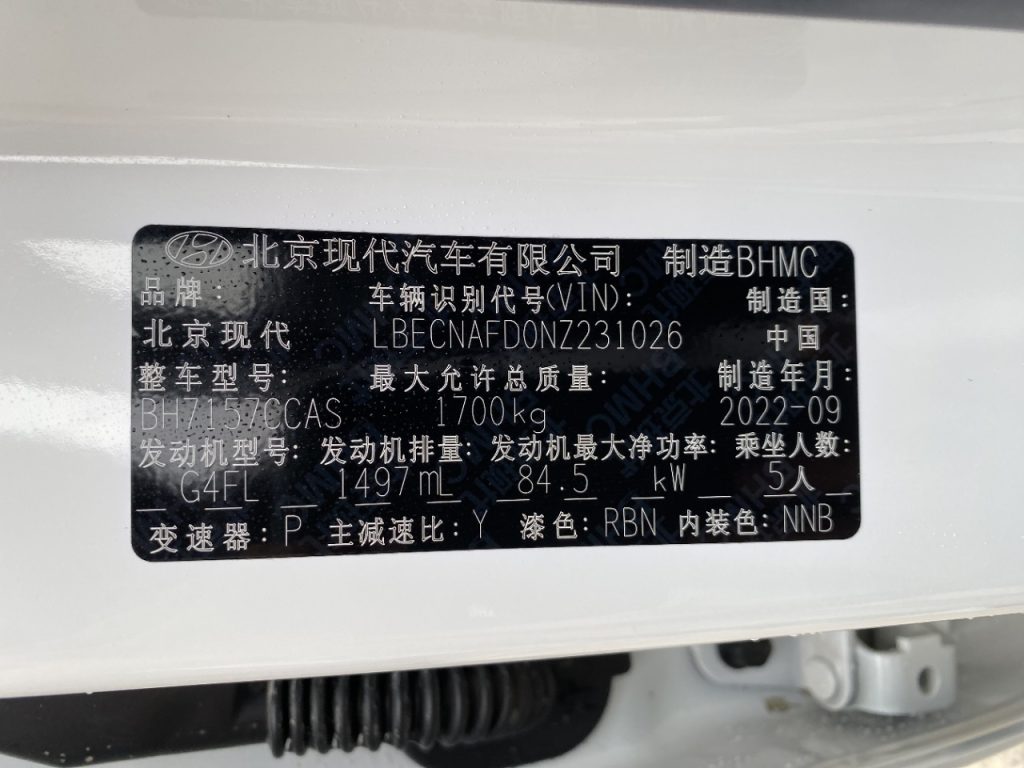 北京现代汽车有限公司 制造BHMC
品牌: 车辆识别代号(VIN): 制造国:
北京现代 LBECNAFD0NZ231026 中国
整车型号: 最大允许总质量: 制造年月:
BH7157CCAS 1700kg 2022-09
发动机型号: 发动机排量: 发动机最大净功率: 乘坐人数:
G4FL 1497mL 84.5 kW 5人
变速器: P 主减速比: Y 漆色: RBN 内装色: NNB